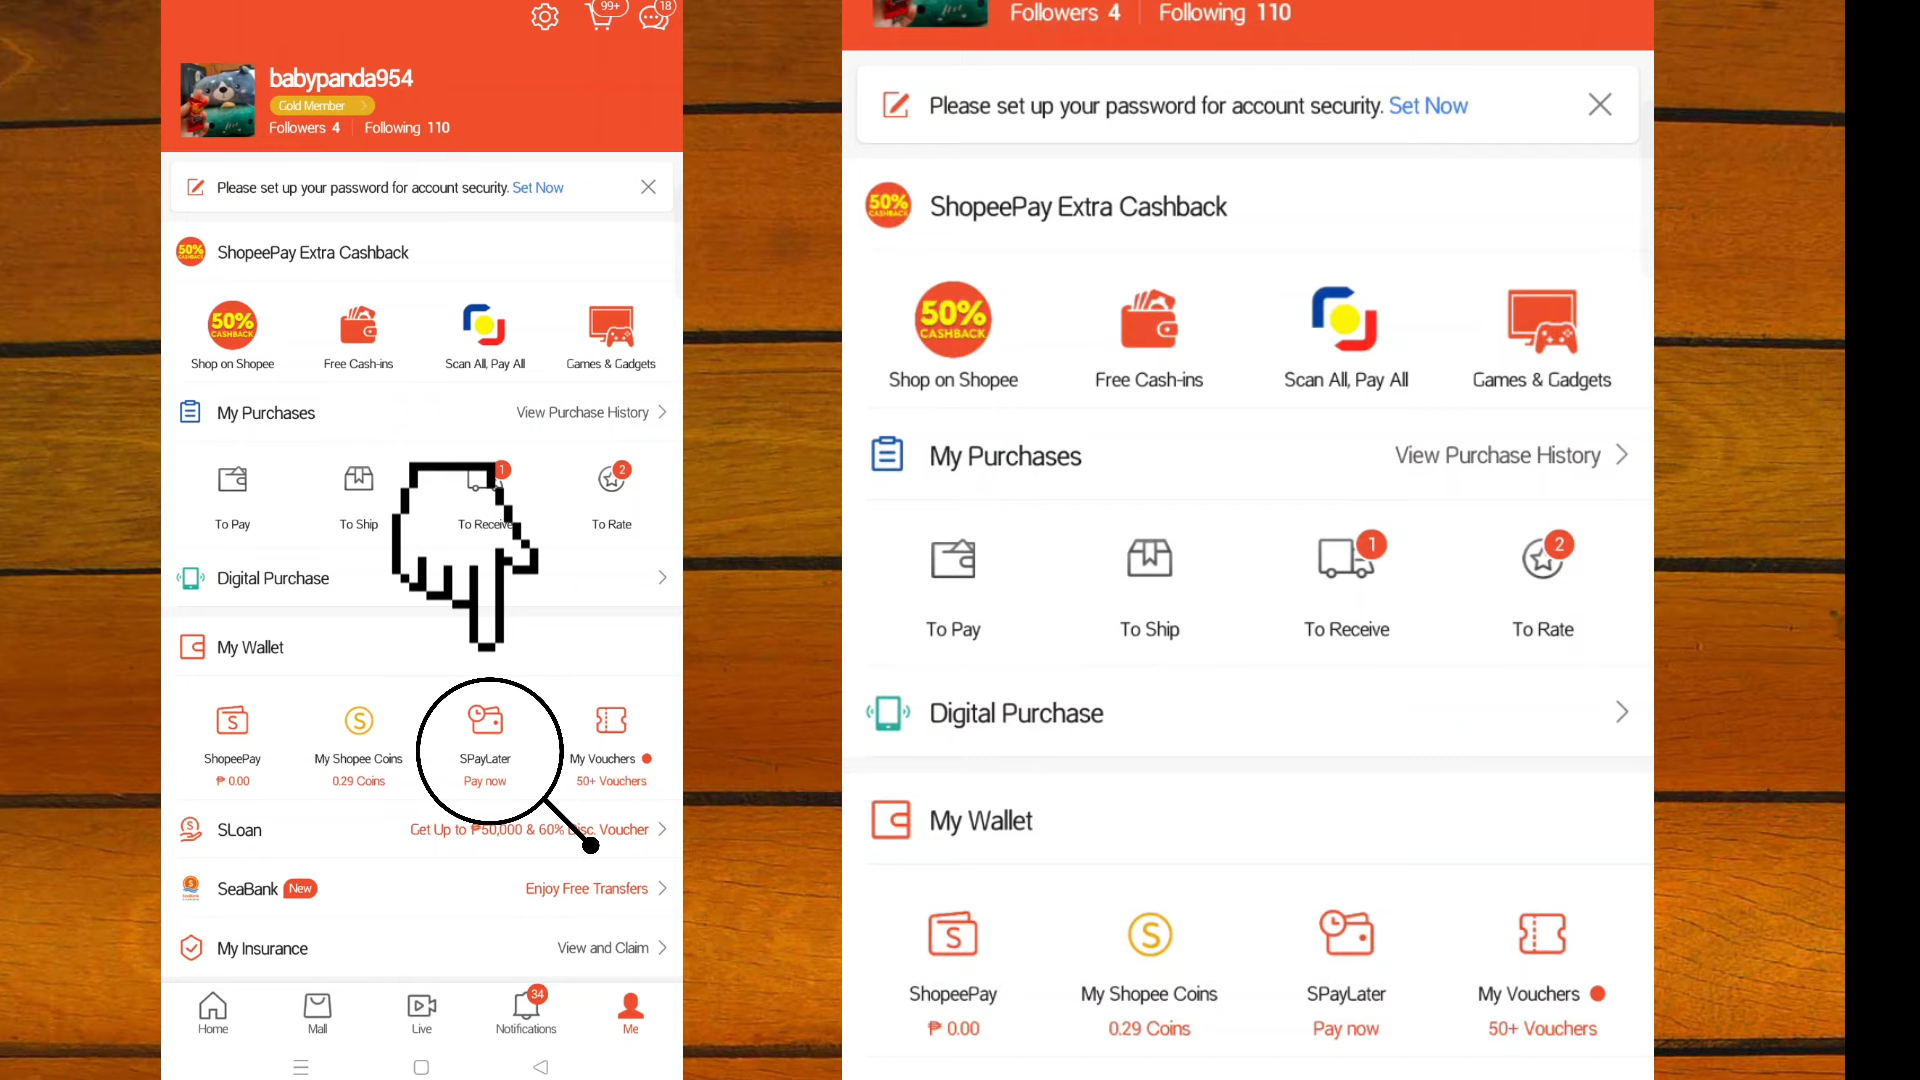 99+
18
babypanda954
Gold Member
Followers 4
Following 110
Please set up your password for account security. Set Now
50% CASHBACK
ShopeePay Extra Cashback
50% CASHBACK
Shop on Shopee
Free Cash-ins
Scan All, Pay All
Games & Gadgets
My Purchases
View Purchase History
1
2
To Pay
To Ship
To Receive
To Rate
Digital Purchase
My Wallet
S
S
ShopeePay
My Shopee Coins
SPayLater
My Vouchers
₱ 0.00
0.29 Coins
Pay now
50+ Vouchers
SLoan
Get Up to ₱50,000 & 60% Disc. Voucher
SeaBank
New
Enjoy Free Transfers
My Insurance
View and Claim
34
Home
Mall
Live
Notifications
Me
Followers 4
Following 110
Please set up your password for account security. Set Now
50% CASHBACK
ShopeePay Extra Cashback
50% CASHBACK
Shop on Shopee
Free Cash-ins
Scan All, Pay All
Games & Gadgets
My Purchases
View Purchase History
1
2
To Pay
To Ship
To Receive
To Rate
Digital Purchase
My Wallet
S
S
ShopeePay
My Shopee Coins
SPayLater
My Vouchers
₱ 0.00
0.29 Coins
Pay now
50+ Vouchers